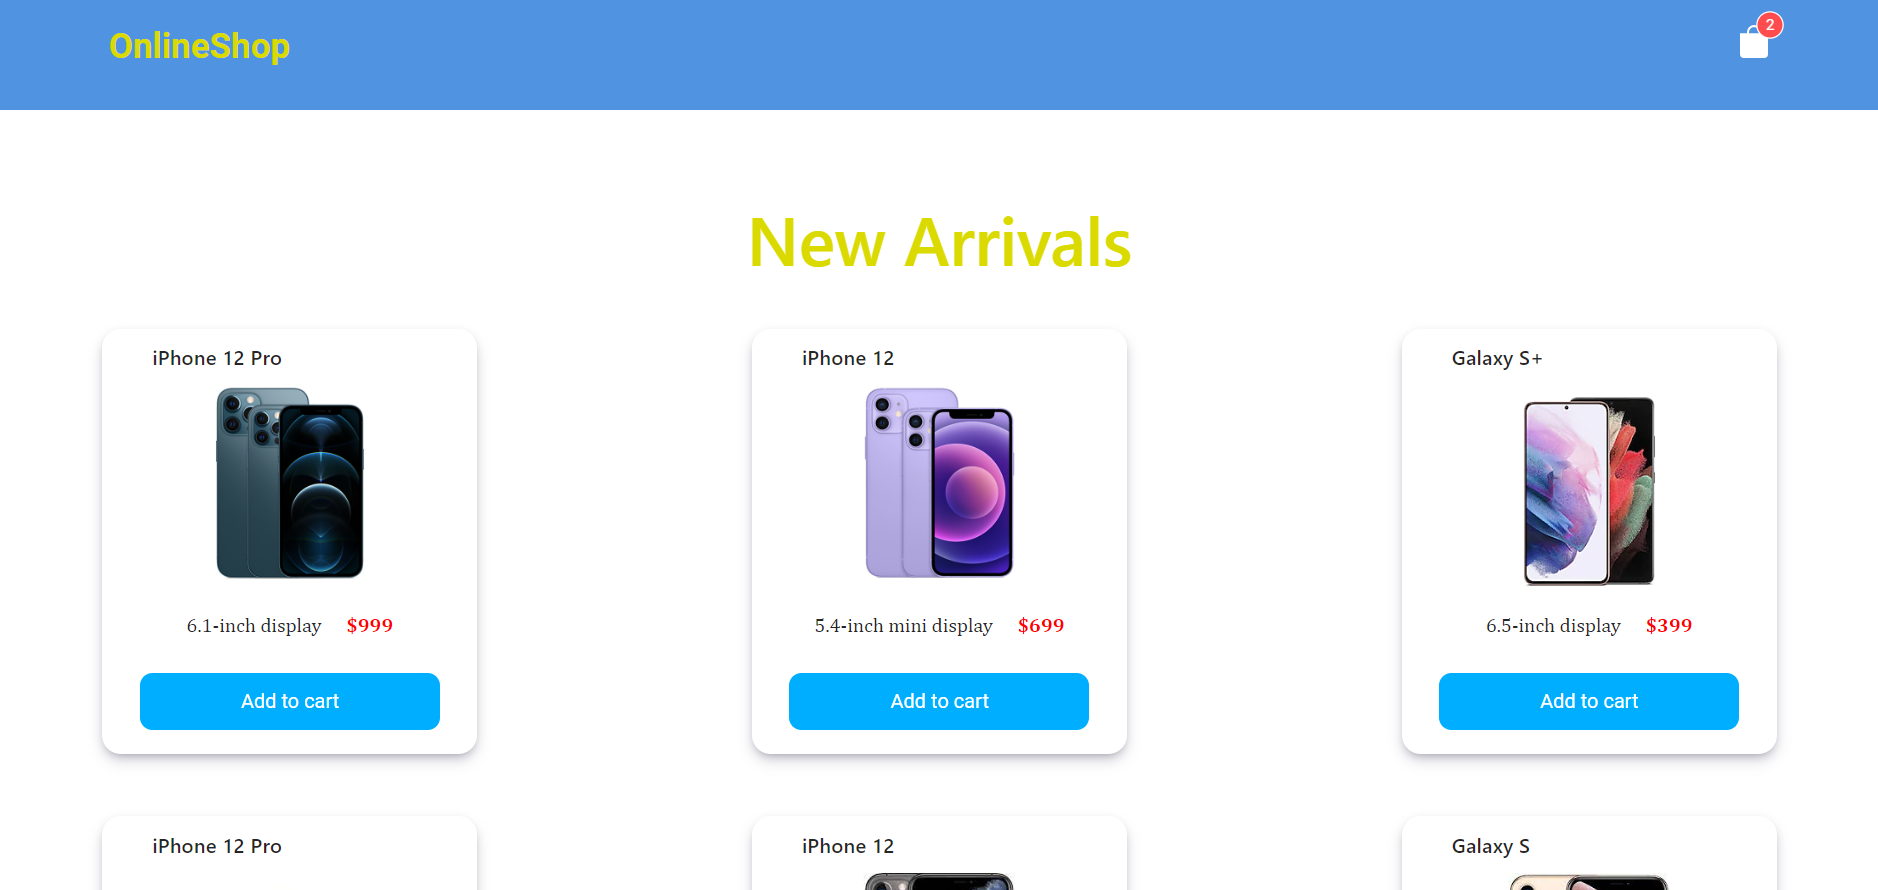 OnlineShop
2
New Arrivals
iPhone 12 Pro
6.1-inch display $999
Add to cart
iPhone 12
5.4-inch mini display $699
Add to cart
Galaxy S+
6.5-inch display $399
Add to cart
iPhone 12 Pro
iPhone 12
Galaxy S